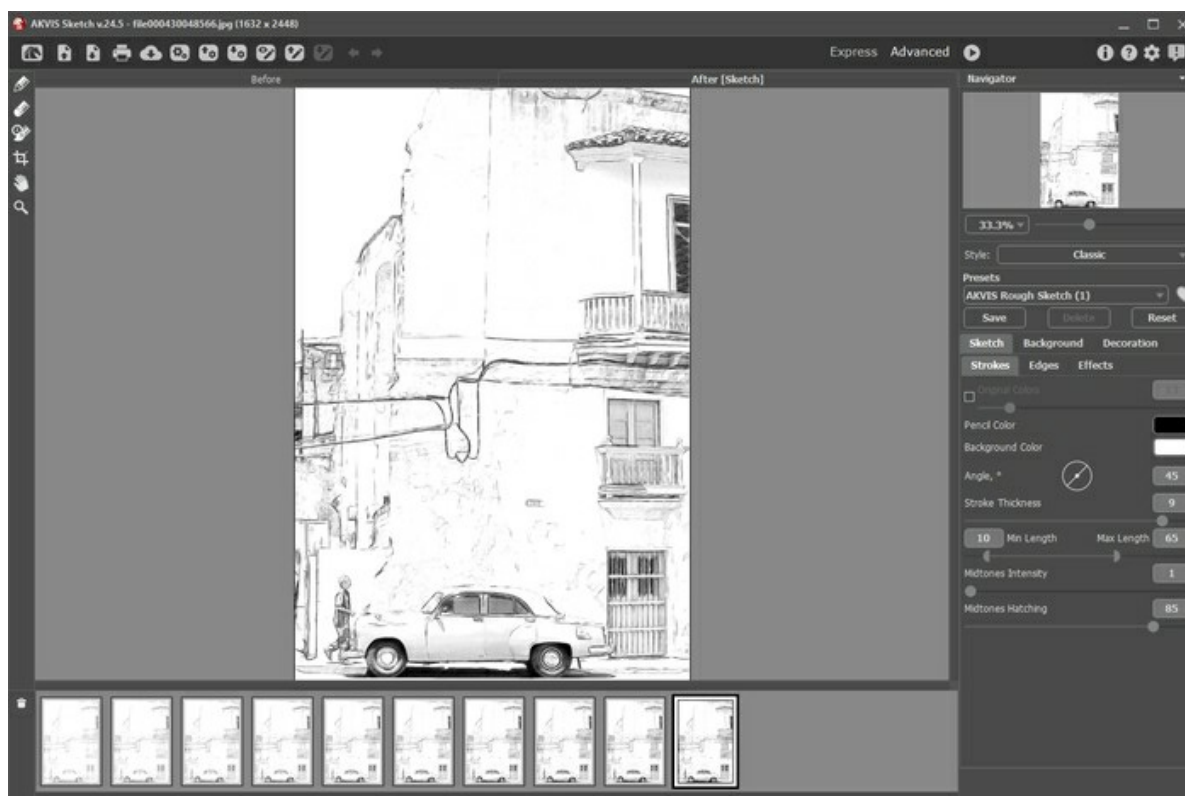 AKVIS Sketch v.24.5 - file000430048566.jpg (1632 x 2448)
Express Advanced
Before After [Sketch]
Navigator
33.3%
Style: Classic
Presets
AKVIS Rough Sketch (1)
Save Delete Reset
Sketch Background Decoration
Strokes Edges Effects
Original Colors
Pencil Color
Background Color
Angle, ° 45
Stroke Thickness 9
10 Min Length Max Length 65
Midtones Intensity 1
Midtones Hatching 85